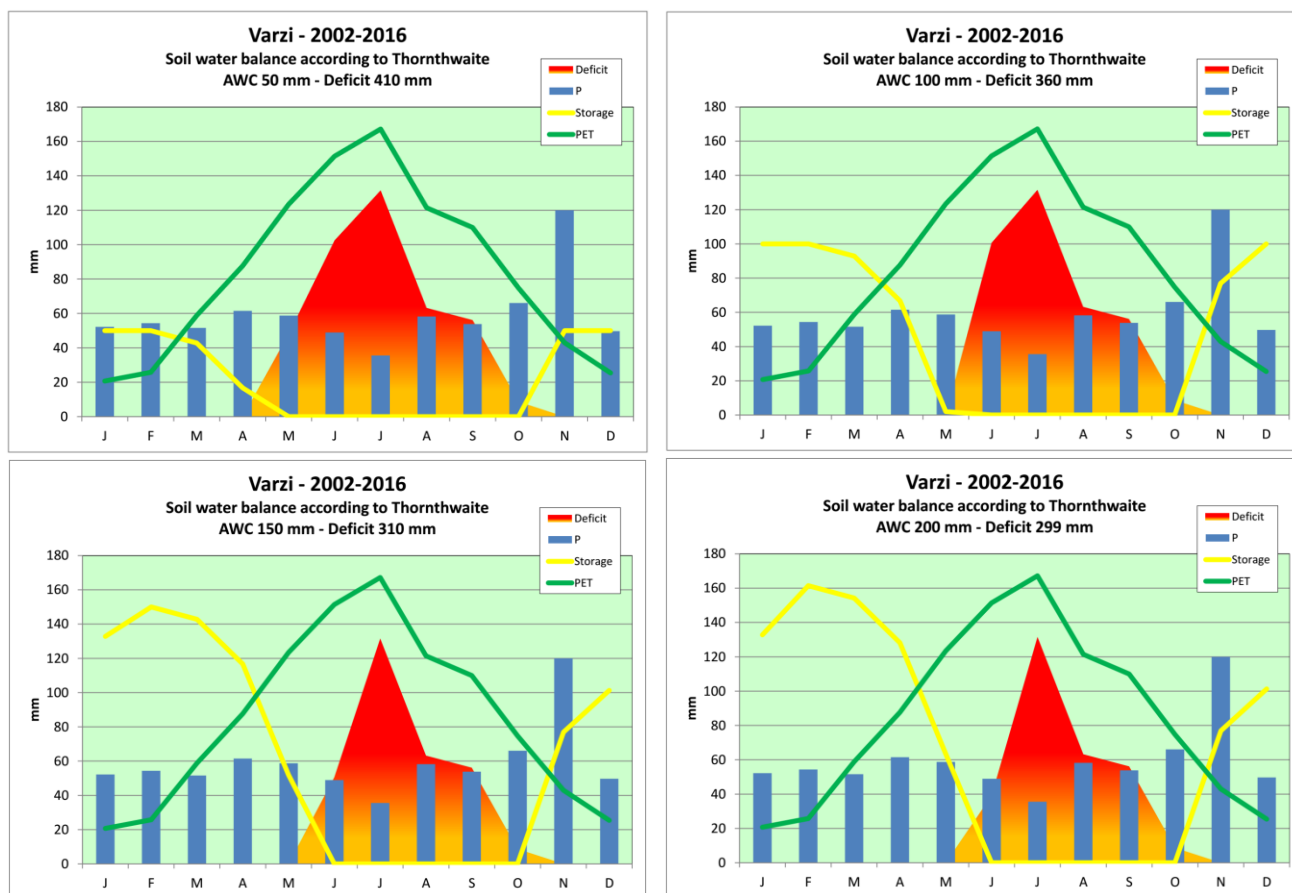 Varzi - 2002-2016
Soil water balance according to Thornthwaite
AWC 50 mm - Deficit 410 mm
Deficit
P
Storage
PET
180
160
140
120
100
80
60
40
20
0
mm
J F M A M J J A S O N D
Varzi - 2002-2016
Soil water balance according to Thornthwaite
AWC 100 mm - Deficit 360 mm
Deficit
P
Storage
PET
180
160
140
120
100
80
60
40
20
0
mm
J F M A M J J A S O N D
Varzi - 2002-2016
Soil water balance according to Thornthwaite
AWC 150 mm - Deficit 310 mm
Deficit
P
Storage
PET
180
160
140
120
100
80
60
40
20
0
mm
J F M A M J J A S O N D
Varzi - 2002-2016
Soil water balance according to Thornthwaite
AWC 200 mm - Deficit 299 mm
Deficit
P
Storage
PET
180
160
140
120
100
80
60
40
20
0
mm
J F M A M J J A S O N D